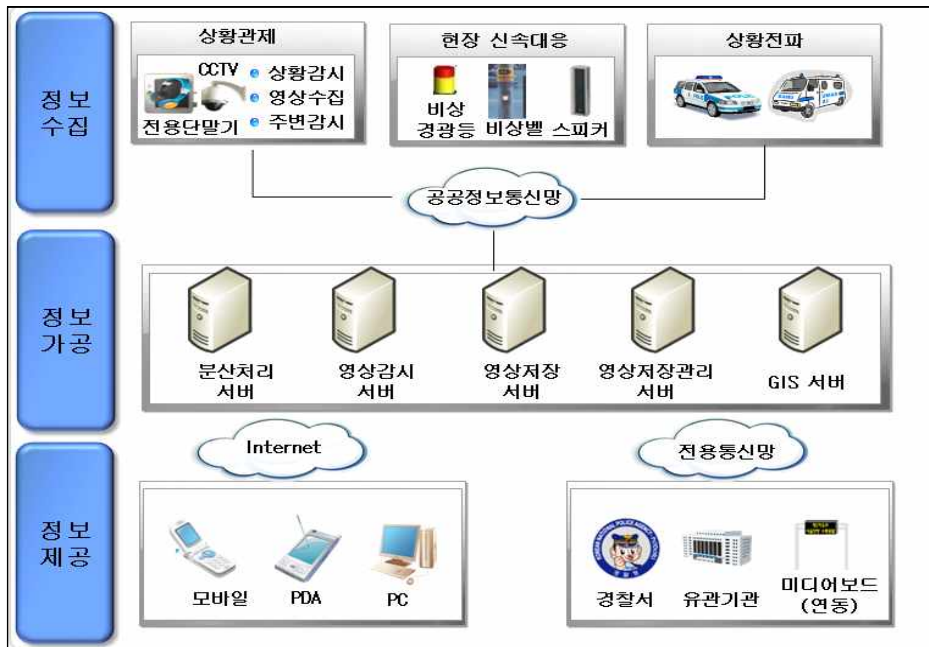 정보
수집
상황관제
CCTV
전용단말기
상황감시
영상수집
주변감시
현장 신속대응
비상
경광등
비상벨
스피커
상황전파
공공정보통신망
정보
가공
분산처리
서버
영상감시
서버
영상저장
서버
영상저장관리
서버
GIS 서버
정보
제공
Internet
전용통신망
모바일
PDA
PC
경찰서
유관기관
미디어보드
(연동)